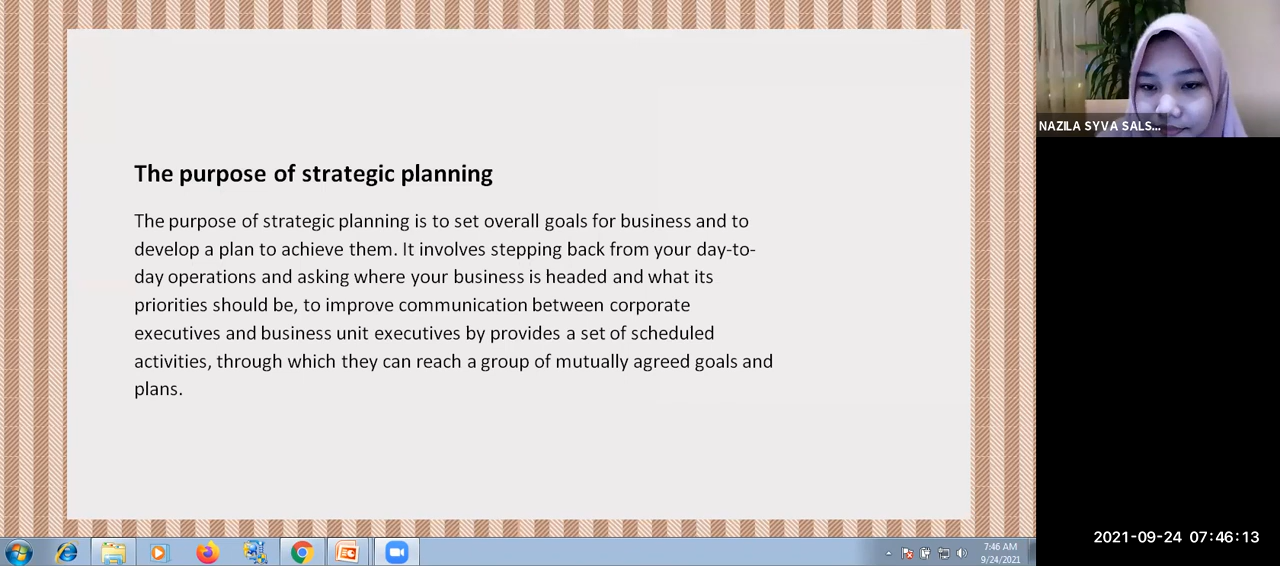 The purpose of strategic planning
The purpose of strategic planning is to set overall goals for business and to
develop a plan to achieve them. It involves stepping back from your day-to-
day operations and asking where your business is headed and what its
priorities should be, to improve communication between corporate
executives and business unit executives by provides a set of scheduled
activities, through which they can reach a group of mutually agreed goals and
plans.
NAZILA SYVA SALS...
2021-09-24 07:46:13
7:46 AM
9/24/2021